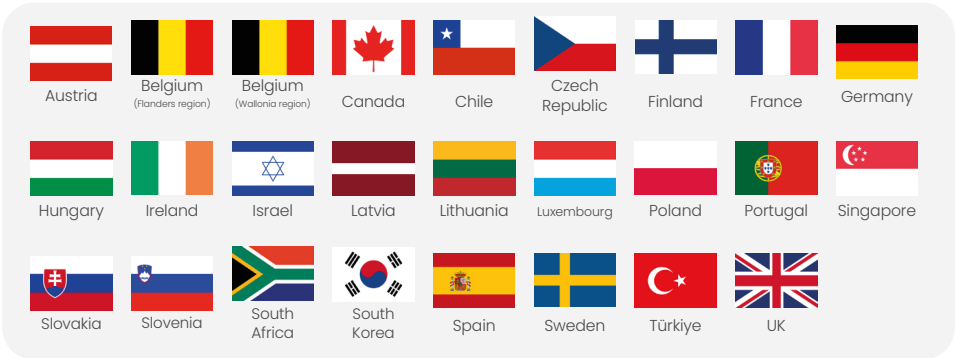 Austria
Belgium
(Flanders region)
Belgium
(Wallonia region)
Canada
Chile
Czech
Republic
Finland
France
Germany
Hungary
Ireland
Israel
Latvia
Lithuania
Luxembourg
Poland
Portugal
Singapore
Slovakia
Slovenia
South
Africa
South
Korea
Spain
Sweden
Türkiye
UK